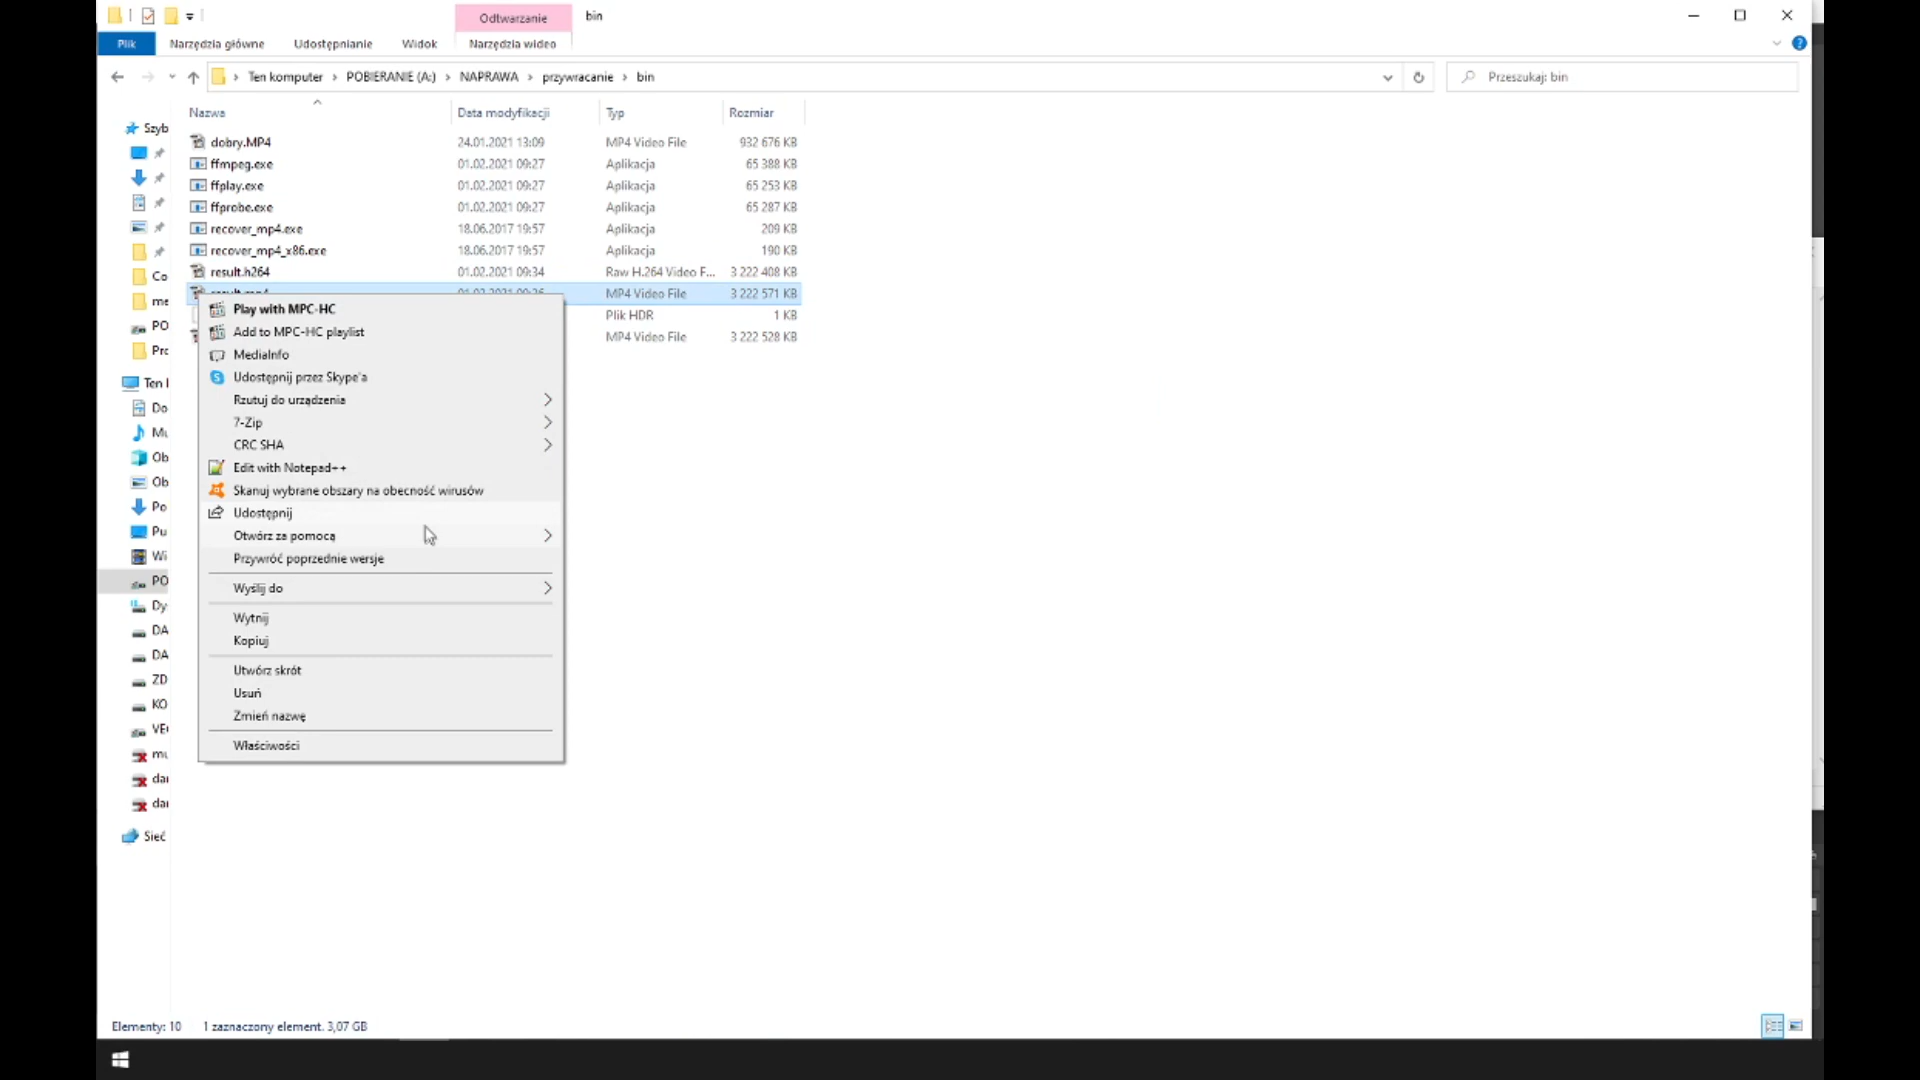 Odtwarzanie
bin
Plik
Narzędzia główne
Udostępnianie
Widok
Narzędzia wideo
Ten komputer > POBIERANIE (A:) > NAPRAWA > przywracanie > bin
Przeszukaj: bin
Nazwa Data modyfikacji Typ Rozmiar
Szyb
dobry.MP4 24.01.2021 13:09 MP4 Video File 932 676 KB
ffmpeg.exe 01.02.2021 09:27 Aplikacja 65 388 KB
ffplay.exe 01.02.2021 09:27 Aplikacja 65 253 KB
ffprobe.exe 01.02.2021 09:27 Aplikacja 65 287 KB
recover_mp4.exe 18.06.2017 19:57 Aplikacja 209 KB
recover_mp4_x86.exe 18.06.2017 19:57 Aplikacja 190 KB
result.h264 01.02.2021 09:34 Raw H.264 Video F... 3 222 408 KB
result.mp4 MP4 Video File 3 222 571 KB
Plik HDR 1 KB
MP4 Video File 3 222 528 KB
Co
me
PO
Pro
Ten
Do
Mu
Ob
Ob
Po
Pu
Wi
PO
Dy
DA
DA
ZD
KO
VE
mu
dar
dar
Sieć
Play with MPC-HC
Add to MPC-HC playlist
MediaInfo
Udostępnij przez Skype'a
Rzutuj do urządzenia
7-Zip
CRC SHA
Edit with Notepad++
Skanuj wybrane obszary na obecność wirusów
Udostępnij
Otwórz za pomocą
Przywróć poprzednie wersje
Wyślij do
Wytnij
Kopiuj
Utwórz skrót
Usuń
Zmień nazwę
Właściwości
Elementy: 10 1 zaznaczony element. 3,07 GB